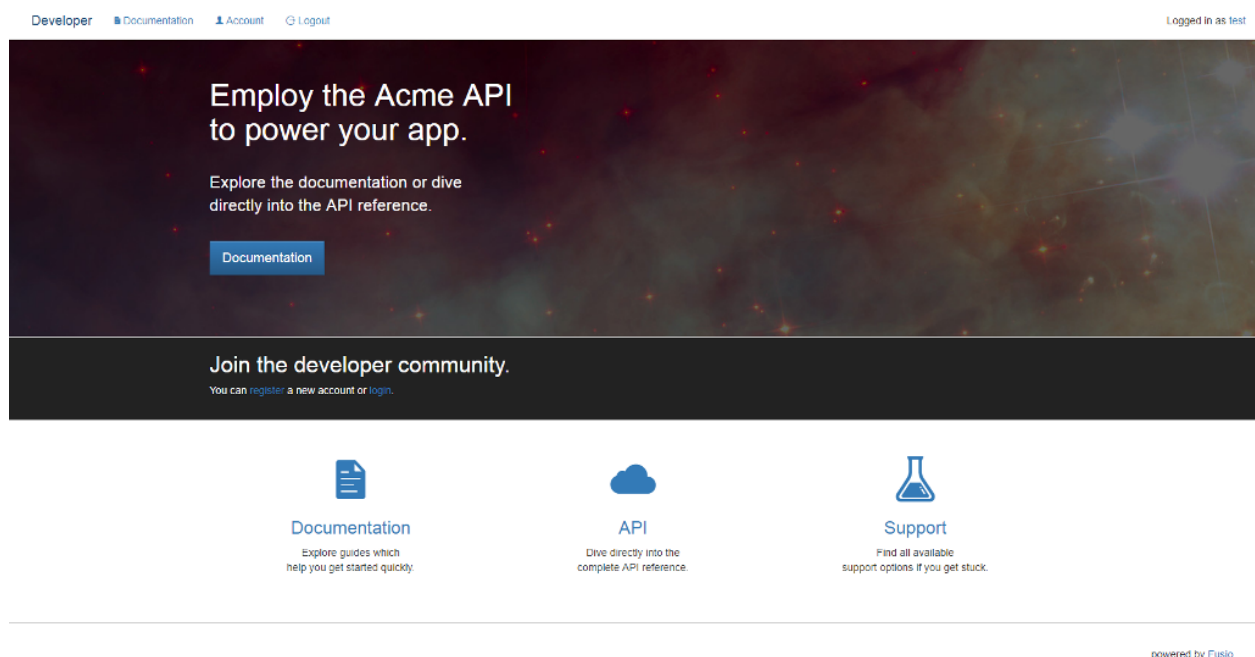 Developer Documentation Account Logout Logged in as test
Employ the Acme API
to power your app.
Explore the documentation or dive
directly into the API reference.
Documentation
Join the developer community.
You can register a new account or login.
Documentation
Explore guides which
help you get started quickly.
API
Dive directly into the
complete API reference.
Support
Find all available
support options if you get stuck.
powered by Fusio